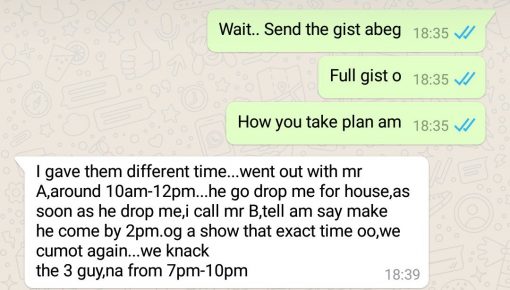 Wait.. Send the gist abeg 18:35
Full gist o 18:35
How you take plan am 18:35
I gave them different time...went out with mr
A,around 10am-12pm...he go drop me for house,as
soon as he drop me,i call mr B,tell am say make
he come by 2pm.og a show that exact time oo,we
cumot again...we knack
the 3 guy,na from 7pm-10pm 18:39